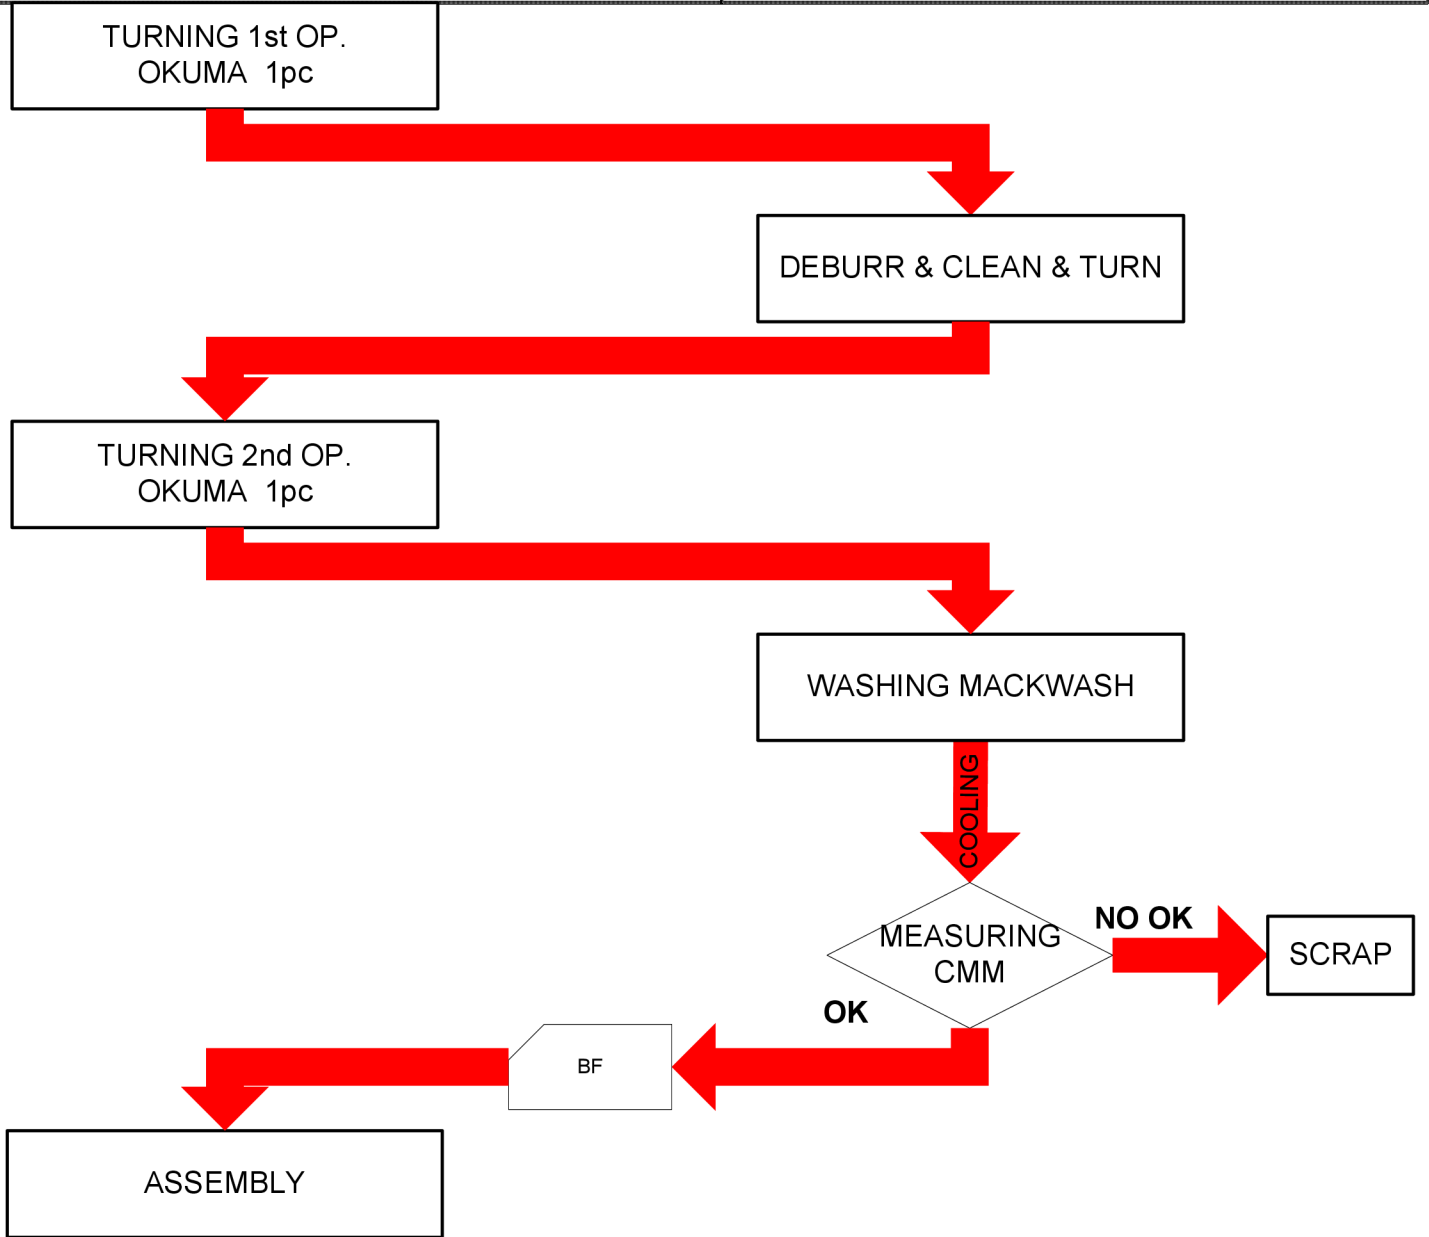 TURNING 1st OP.
OKUMA  1pc
DEBURR & CLEAN & TURN
TURNING 2nd OP.
OKUMA  1pc
WASHING MACKWASH
COOLING
MEASURING
CMM
NO OK
SCRAP
OK
BF
ASSEMBLY